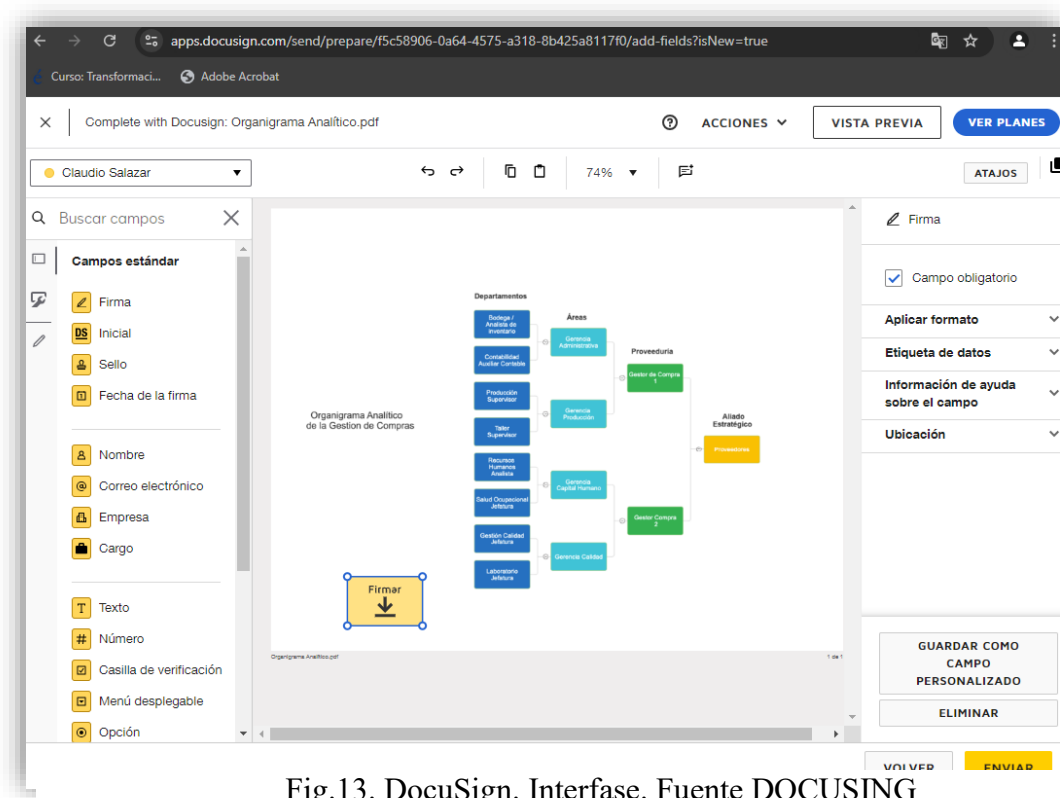 apps.docusign.com/send/prepare/f5c58906-0a64-4575-a318-8b425a8117f0/add-fields?isNew=true
Curso: Transformaci... Adobe Acrobat
Complete with Docusign: Organigrama Analítico.pdf
ACCIONES
VISTA PREVIA
VER PLANES
Claudio Salazar
74%
ATAJOS
Buscar campos
Campos estándar
Firma
DS Inicial
Sello
Fecha de la firma
Nombre
Correo electrónico
Empresa
Cargo
T Texto
# Número
Casilla de verificación
Menú desplegable
Opción
Organigrama Analítico
de la Gestion de Compras
Departamentos
Bodega /
Analista de
inventario
Contabilidad
Auxiliar Contable
Producción
Supervisor
Taller
Supervisor
Recursos
Humanos
Analista
Salud Ocupacional
Jefatura
Gestión Calidad
Jefatura
Laboratorio
Jefatura
Áreas
Gerencia
Administrativa
Gerencia
Producción
Gerencia
Capital Humano
Gerencia Calidad
Proveeduria
Gestor de Compra
1
Gestor Compra
2
Aliado
Estratégico
Proveedores
Firmar
Organigrama Analítico.pdf
1 de 1
Firma
Campo obligatorio
Aplicar formato
Etiqueta de datos
Información de ayuda
sobre el campo
Ubicación
GUARDAR COMO
CAMPO
PERSONALIZADO
ELIMINAR
VOLVER
ENVIAR
Fig.13. DocuSign. Interfase. Fuente DOCUSING